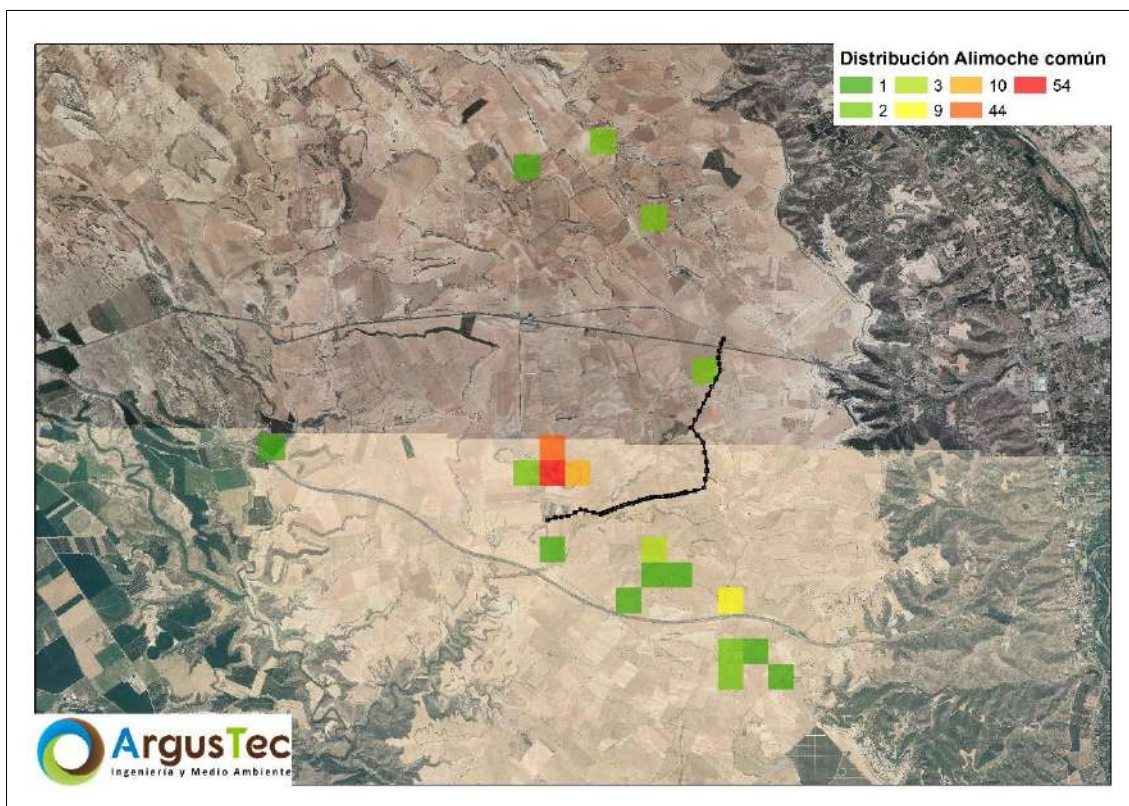 Distribución Alimoche común
1 3 10 54
2 9 44
ArgusTec
Ingeniería y Medio Ambiente